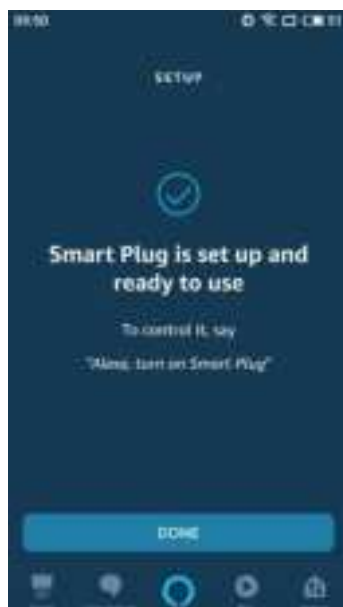 SETUP
Smart Plug is set up and
ready to use
To control it, say
"Alexa, turn on Smart Plug"
DONE